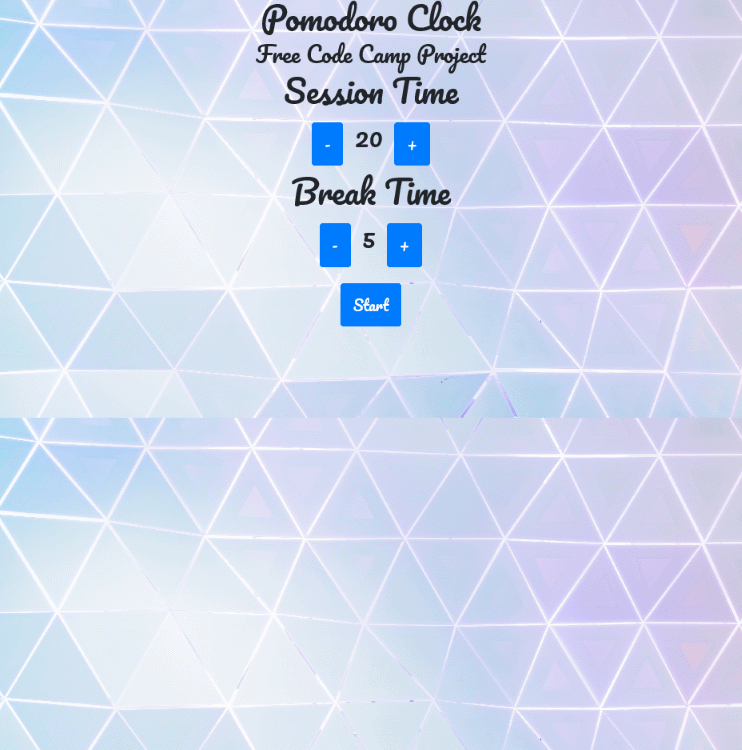 Pomodoro Clock
Free Code Camp Project
Session Time
- 20 +
Break Time
- 5 +
Start